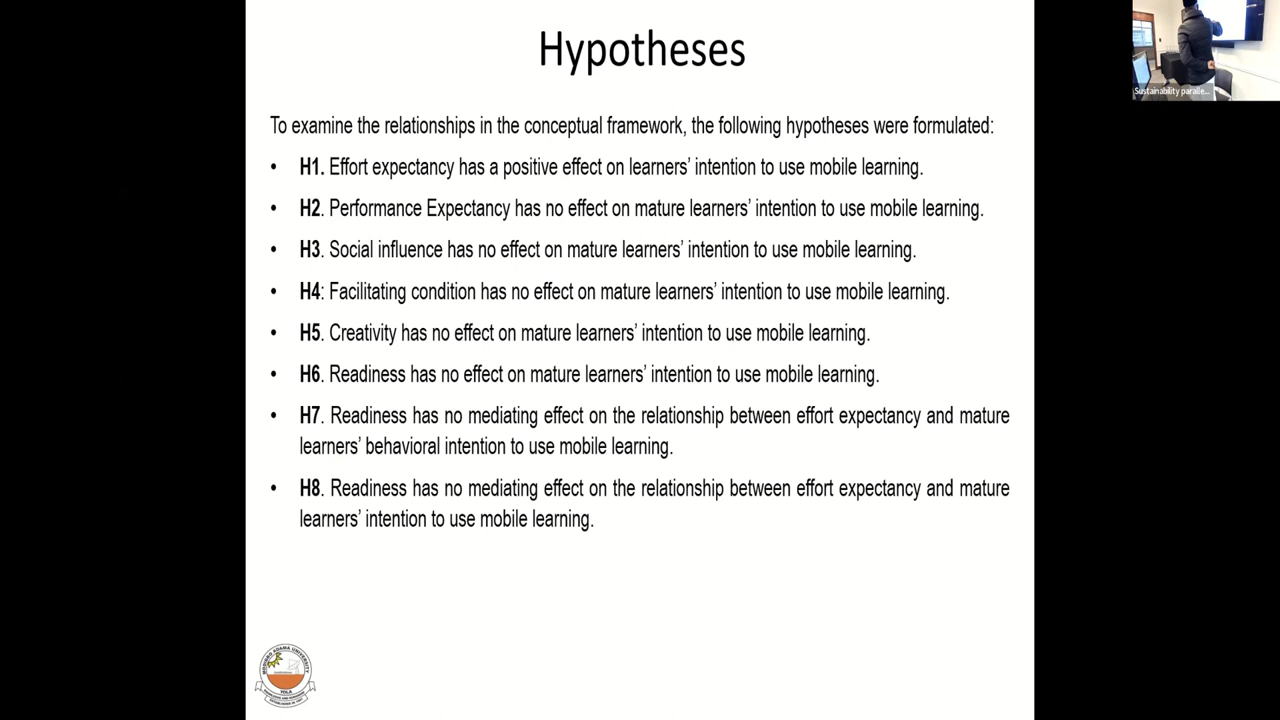 Hypotheses
To examine the relationships in the conceptual framework, the following hypotheses were formulated:
• H1. Effort expectancy has a positive effect on learners’ intention to use mobile learning.
• H2. Performance Expectancy has no effect on mature learners’ intention to use mobile learning.
• H3. Social influence has no effect on mature learners’ intention to use mobile learning.
• H4: Facilitating condition has no effect on mature learners’ intention to use mobile learning.
• H5. Creativity has no effect on mature learners’ intention to use mobile learning.
• H6. Readiness has no effect on mature learners’ intention to use mobile learning.
• H7. Readiness has no mediating effect on the relationship between effort expectancy and mature
learners’ behavioral intention to use mobile learning.
• H8. Readiness has no mediating effect on the relationship between effort expectancy and mature
learners’ intention to use mobile learning.
Sustainability paralle...
MODIBBO ADAMA UNIVERSITY
YOLA